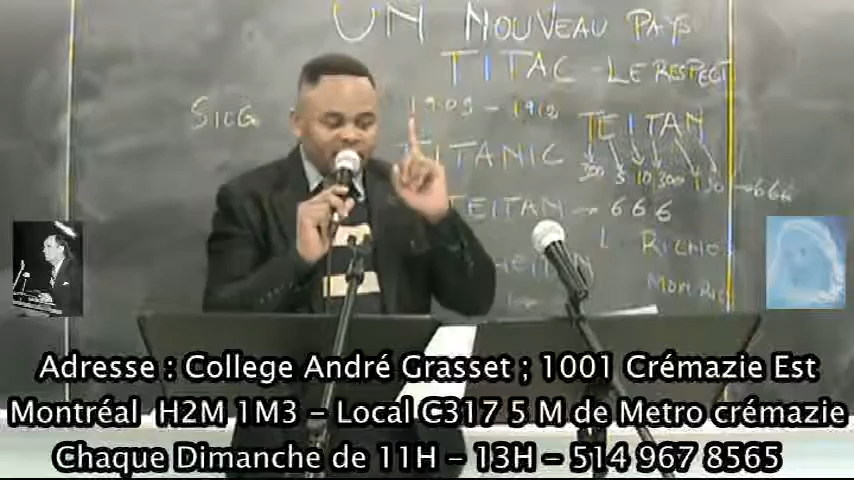 UN NOUVEAU PAYS
TITAC - LE RESPECT
1909 - 1912
TEITAN
TITANIC
300 5 10 300 1 50 → 666
TEITAN → 666
RICHE
Adresse : College André Grasset ; 1001 Crémazie Est
Montréal H2M 1M3 - Local C317 5 M de Metro crémazie
Chaque Dimanche de 11H - 13H - 514 967 8565